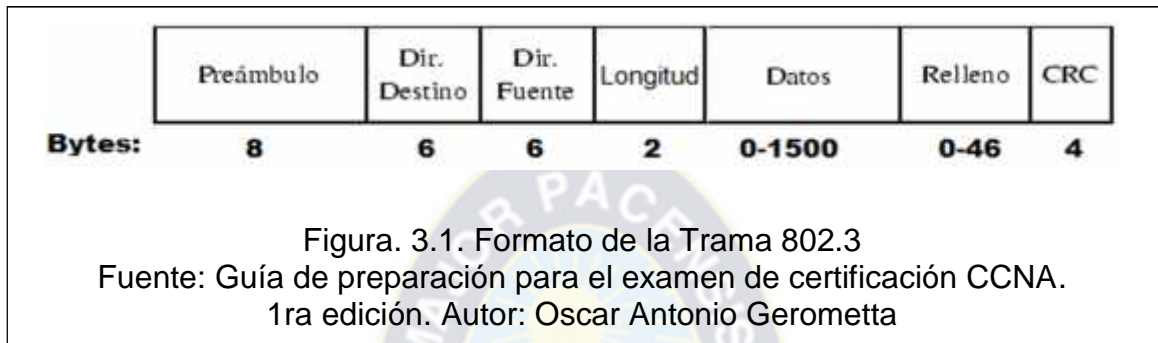 Preámbulo Dir. Destino Dir. Fuente Longitud Datos Relleno CRC
Bytes: 8 6 6 2 0-1500 0-46 4
Figura. 3.1. Formato de la Trama 802.3
Fuente: Guía de preparación para el examen de certificación CCNA.
1ra edición. Autor: Oscar Antonio Gerometta